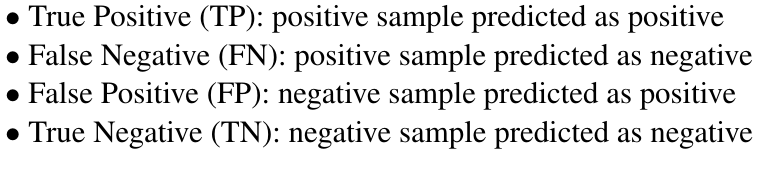 • True Positive (TP): positive sample predicted as positive
• False Negative (FN): positive sample predicted as negative
• False Positive (FP): negative sample predicted as positive
• True Negative (TN): negative sample predicted as negative